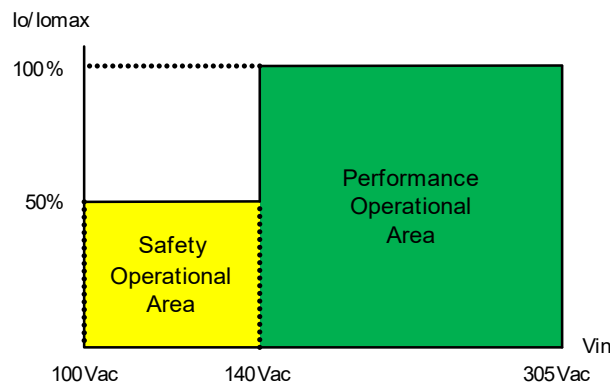 Io/Iomax
100%
50%
Performance
Operational
Area
Safety
Operational
Area
Vin
100Vac
140Vac
305Vac